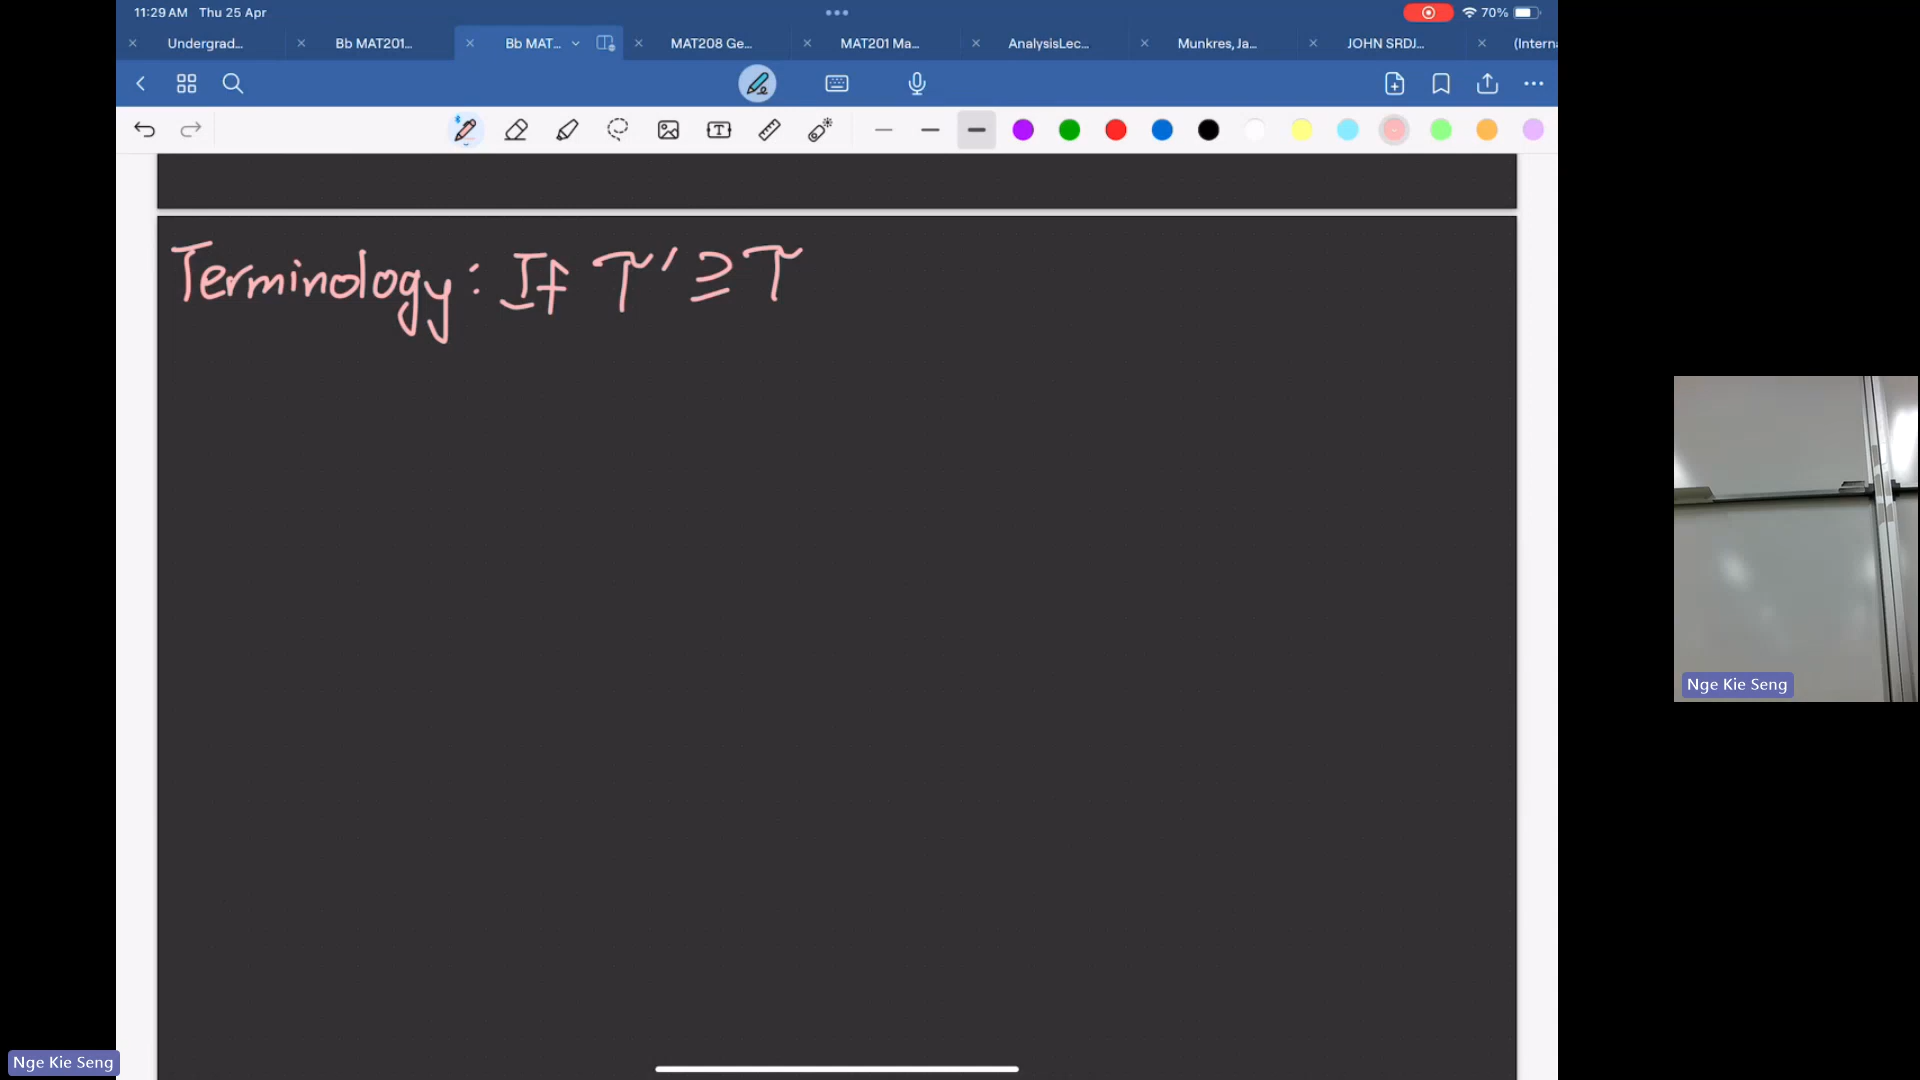 11:29 AM Thu 25 Apr
70%
Undergrad...
Bb MAT201...
Bb MAT...
MAT208 Ge...
MAT201 Ma...
AnalysisLec...
Munkres, Ja...
JOHN SRDJ...
(Interna
Terminology: If 𝒯' ⊇ 𝒯
Nge Kie Seng
Nge Kie Seng